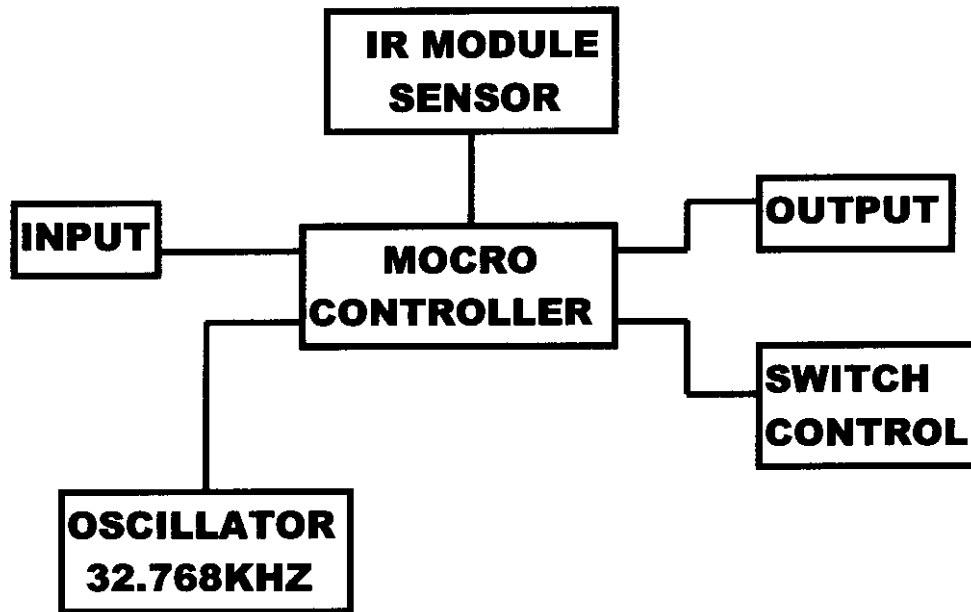 IR MODULE
SENSOR
INPUT
OUTPUT
MOCRO
CONTROLLER
SWITCH
CONTROL
OSCILLATOR
32.768KHZ